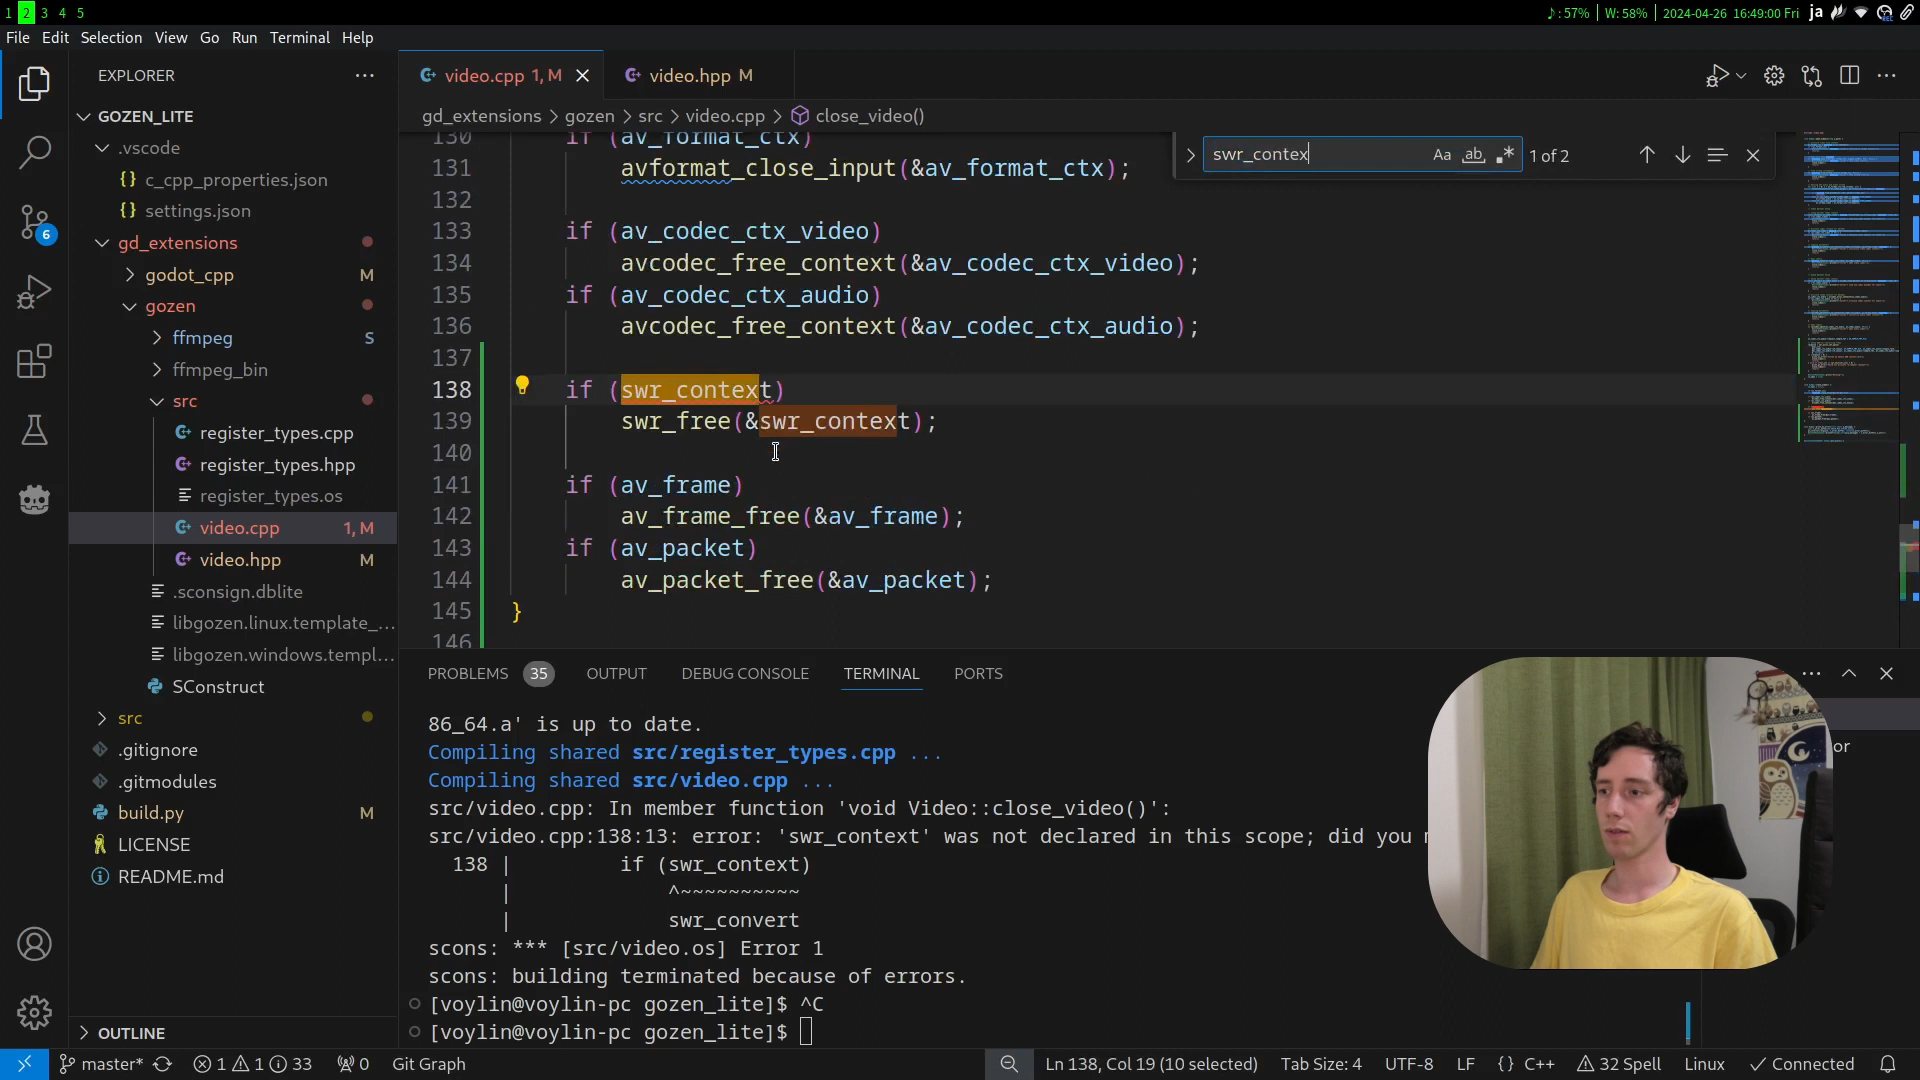 1 2 3 4 5
♪: 57% | W: 58% | 2024-04-26 16:49:00 Fri ja
File Edit Selection View Go Run Terminal Help
EXPLORER
GOZEN_LITE
.vscode
{} c_cpp_properties.json
{} settings.json
gd_extensions
godot_cpp M
gozen
ffmpeg S
ffmpeg_bin
src
register_types.cpp
register_types.hpp
register_types.os
video.cpp 1, M
video.hpp M
.sconsign.dblite
libgozen.linux.template_...
libgozen.windows.templ...
SConstruct
src
.gitignore
.gitmodules
build.py M
LICENSE
README.md
OUTLINE
6
video.cpp 1, M
video.hpp M
gd_extensions > gozen > src > video.cpp > close_video()
swr_contex Aa ab 1 of 2
130 if (av_format_ctx)
131 avformat_close_input(&av_format_ctx);
132
133 if (av_codec_ctx_video)
134 avcodec_free_context(&av_codec_ctx_video);
135 if (av_codec_ctx_audio)
136 avcodec_free_context(&av_codec_ctx_audio);
137
138 if (swr_context)
139 swr_free(&swr_context);
140
141 if (av_frame)
142 av_frame_free(&av_frame);
143 if (av_packet)
144 av_packet_free(&av_packet);
145 }
146
PROBLEMS 35 OUTPUT DEBUG CONSOLE TERMINAL PORTS
86_64.a' is up to date.
Compiling shared src/register_types.cpp ...
Compiling shared src/video.cpp ...
src/video.cpp: In member function 'void Video::close_video()':
src/video.cpp:138:13: error: 'swr_context' was not declared in this scope; did you
138 | if (swr_context)
| ^~~~~~~~~~~
| swr_convert
scons: *** [src/video.os] Error 1
scons: building terminated because of errors.
[voylin@voylin-pc gozen_lite]$ ^C
[voylin@voylin-pc gozen_lite]$
or
master* 1 1 33 0 Git Graph
Ln 138, Col 19 (10 selected) Tab Size: 4 UTF-8 LF {} C++ 32 Spell Linux Connected